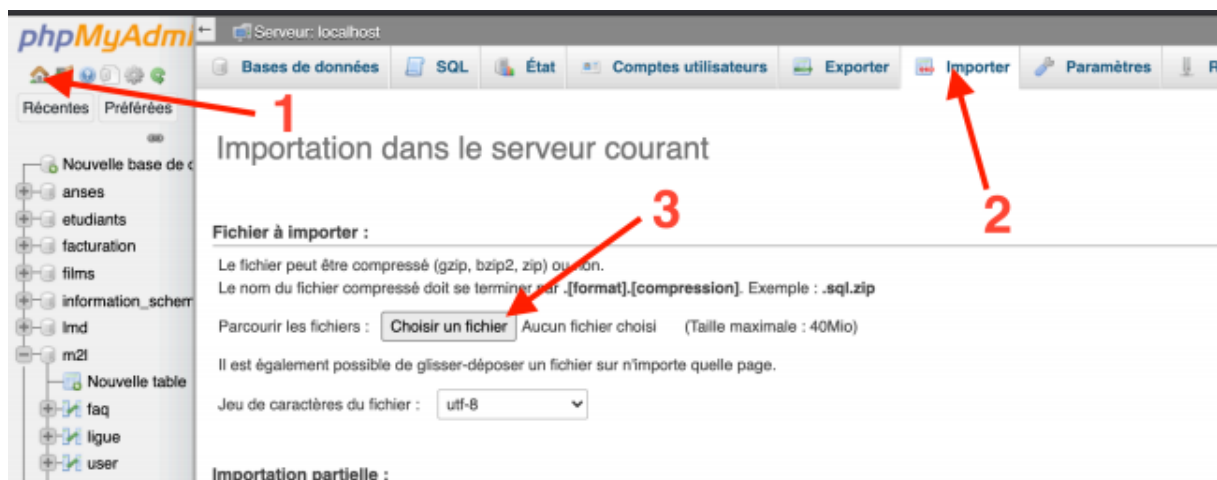 phpMyAdmi
Serveur: localhost
Bases de données
SQL
État
Comptes utilisateurs
Exporter
Importer
Paramètres
R
Récentes
Préférées
1
2
3
Nouvelle base de c
anses
etudiants
facturation
films
information_schem
lmd
m2l
Nouvelle table
faq
ligue
user
Importation dans le serveur courant
Fichier à importer :
Le fichier peut être compressé (gzip, bzip2, zip) ou non.
Le nom du fichier compressé doit se terminer par .[format].[compression]. Exemple : .sql.zip
Parcourir les fichiers : Choisir un fichier Aucun fichier choisi (Taille maximale : 40Mio)
Il est également possible de glisser-déposer un fichier sur n'importe quelle page.
Jeu de caractères du fichier : utf-8
Importation partielle :